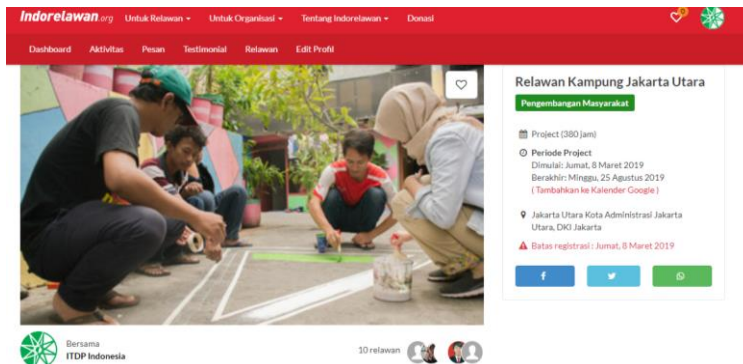 Indorelawan.org Untuk Relawan Untuk Organisasi Tentang Indorelawan Donasi
Dashboard Aktivitas Pesan Testimonial Relawan Edit Profil
Relawan Kampung Jakarta Utara
Pengembangan Masyarakat
Project (380 jam)
Periode Project
Dimulai: Jumat, 8 Maret 2019
Berakhir: Minggu, 25 Agustus 2019
( Tambahkan ke Kalender Google )
Jakarta Utara Kota Administrasi Jakarta
Utara, DKI Jakarta
Batas registrasi : Jumat, 8 Maret 2019
Bersama
ITDP Indonesia
10 relawan